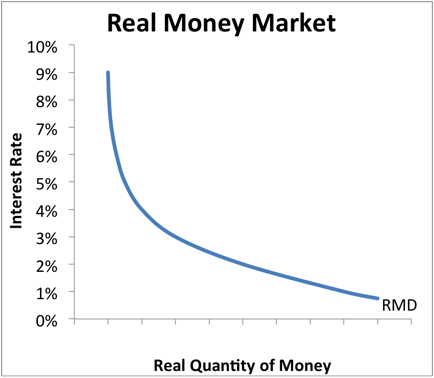 Real Money Market
10%
9%
8%
7%
6%
5%
4%
3%
2%
1%
0%
Interest Rate
RMD
Real Quantity of Money